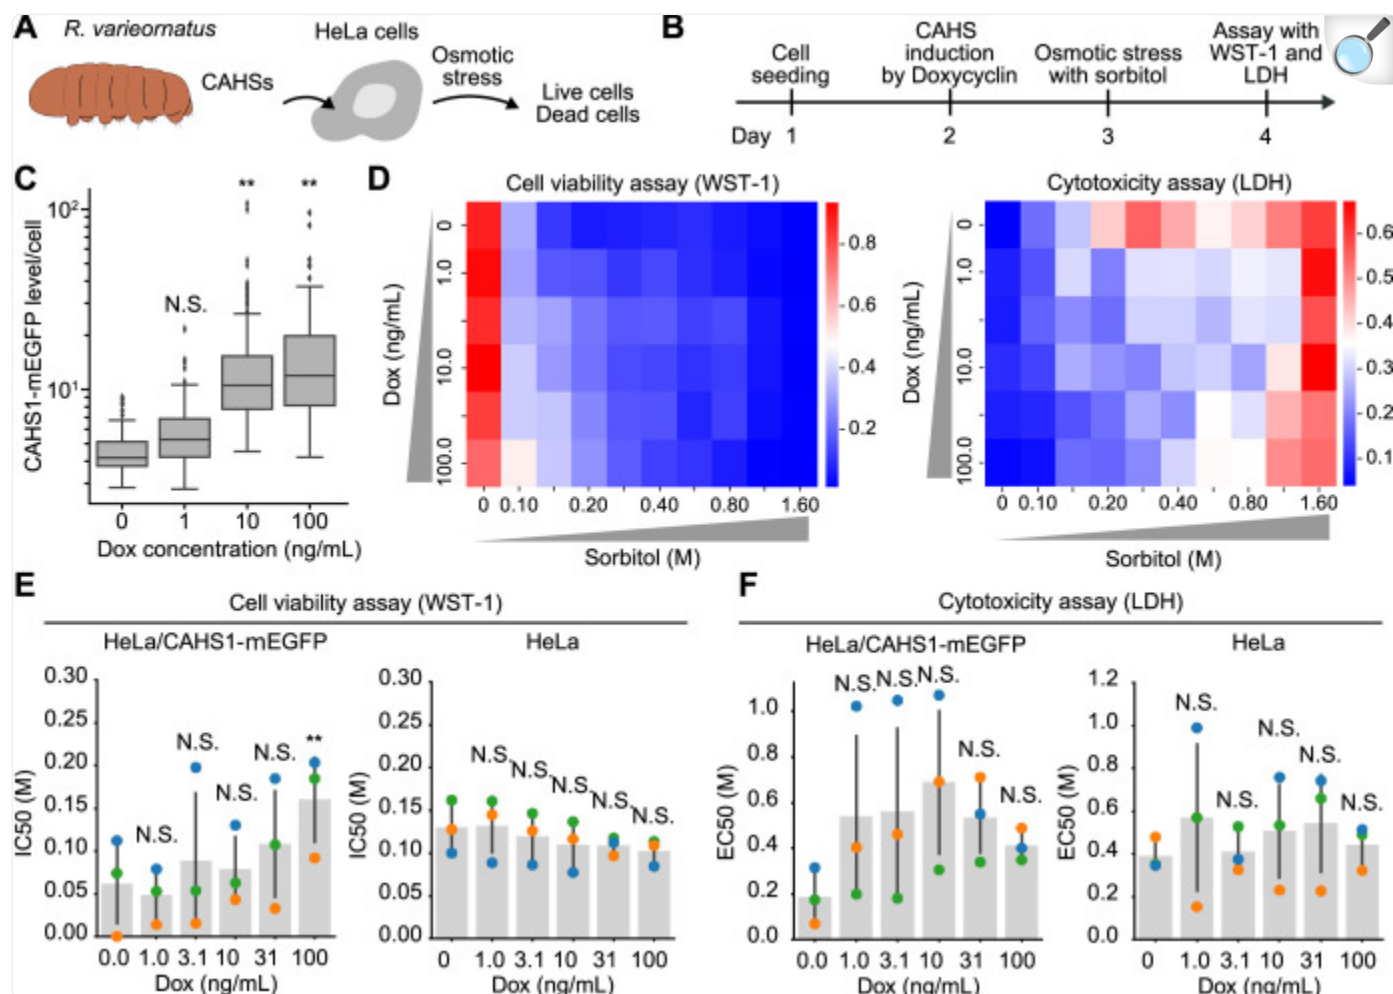 A
R. varieornatus
CAHSs
HeLa cells
Osmotic
stress
Live cells
Dead cells
B
Cell
seeding
CAHS
induction
by Doxycyclin
Osmotic stress
with sorbitol
Assay with
WST-1 and
LDH
Day 1 2 3 4
C
CAHS1-mEGFP level/cell
10²
10¹
N.S.
**
**
0 1 10 100
Dox concentration (ng/mL)
D
Cell viability assay (WST-1)
Dox (ng/mL)
0
1.0
10.0
100.0
0 0.10 0.20 0.40 0.80 1.60
Sorbitol (M)
0.8
0.6
0.4
0.2
Cytotoxicity assay (LDH)
Dox (ng/mL)
0
1.0
10.0
100.0
0 0.10 0.20 0.40 0.80 1.60
Sorbitol (M)
0.6
0.5
0.4
0.3
0.2
0.1
E
Cell viability assay (WST-1)
HeLa/CAHS1-mEGFP
IC50 (M)
0.30
0.25
0.20
0.15
0.10
0.05
0.00
N.S.
N.S.
N.S.
N.S.
**
0.0 1.0 3.1 10 31 100
Dox (ng/mL)
HeLa
IC50 (M)
0.30
0.25
0.20
0.15
0.10
0.05
0.00
N.S.
N.S.
N.S.
N.S.
N.S.
0 1.0 3.1 10 31 100
Dox (ng/mL)
F
Cytotoxicity assay (LDH)
HeLa/CAHS1-mEGFP
EC50 (M)
1.0
0.8
0.6
0.4
0.2
0.0
N.S.
N.S.
N.S.
N.S.
N.S.
0.0 1.0 3.1 10 31 100
Dox (ng/mL)
HeLa
EC50 (M)
1.2
1.0
0.8
0.6
0.4
0.2
0.0
N.S.
N.S.
N.S.
N.S.
N.S.
0 1.0 3.1 10 31 100
Dox (ng/mL)